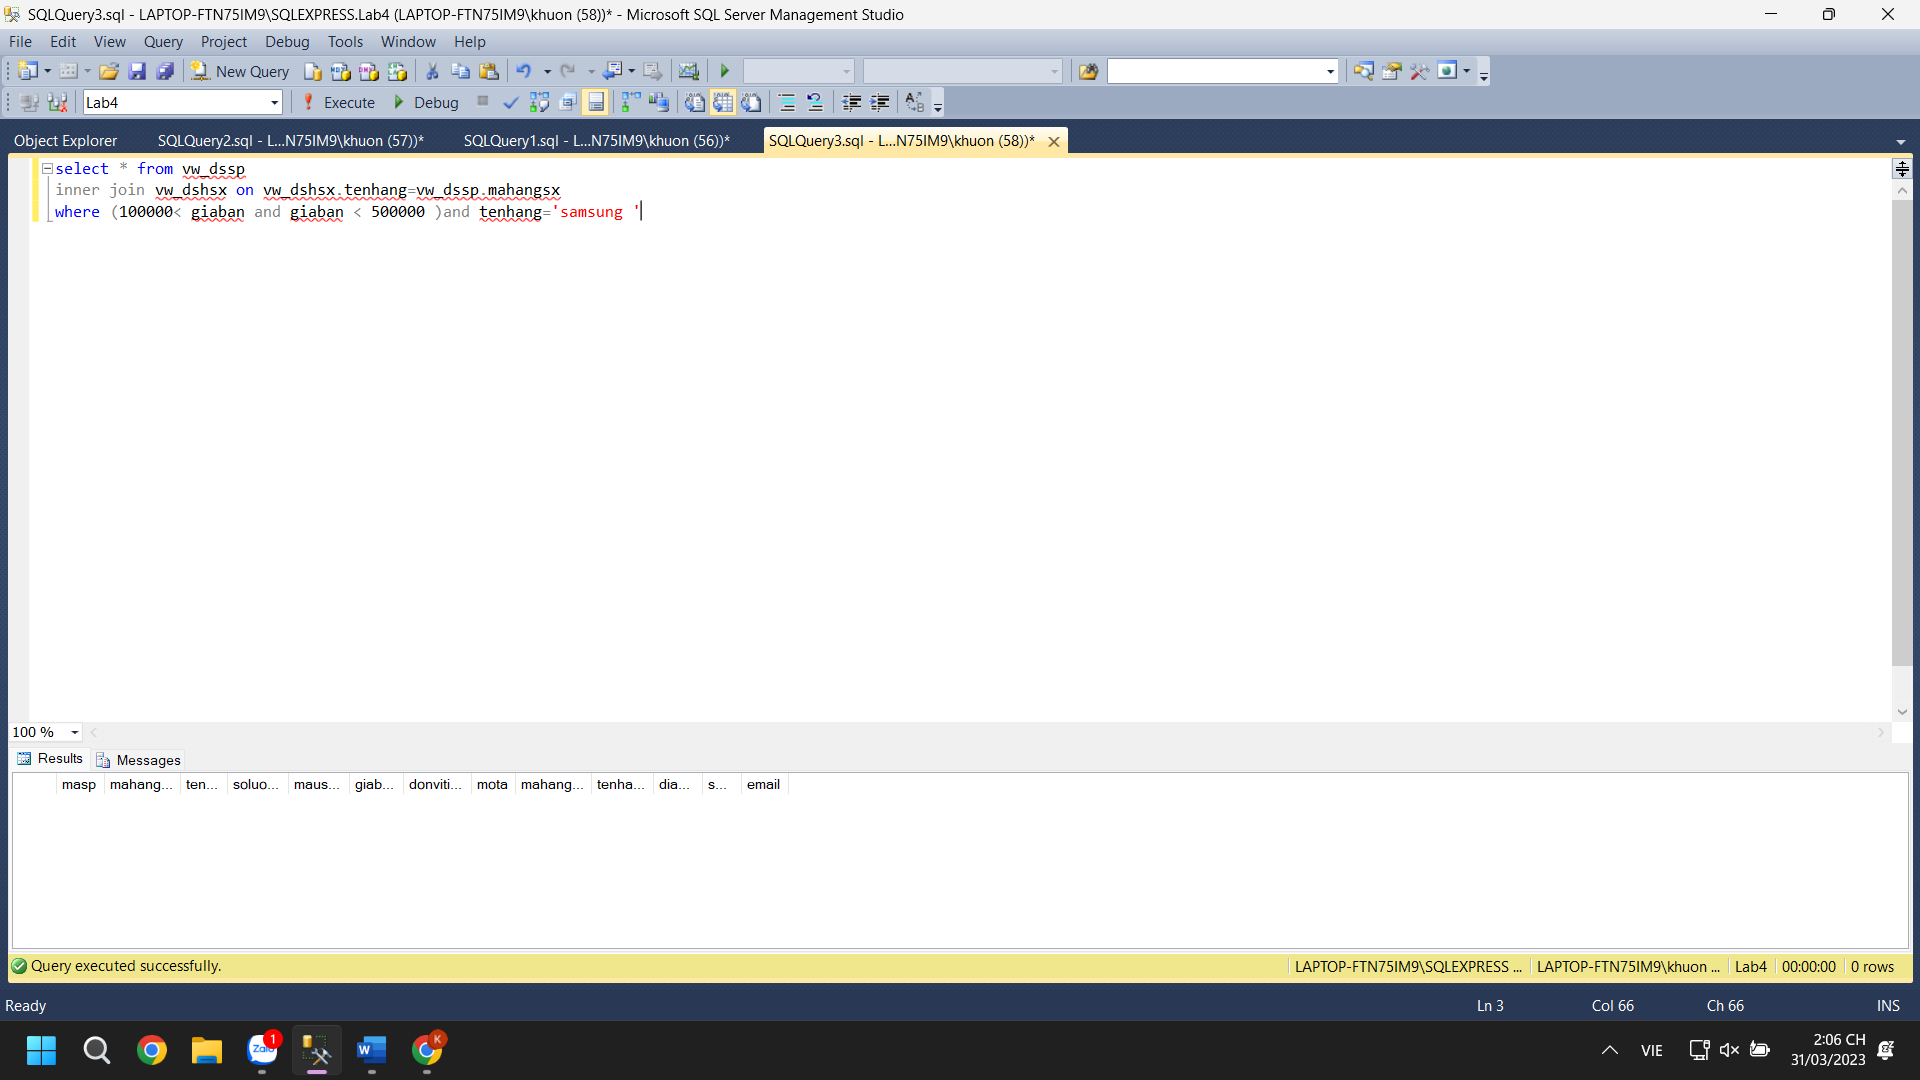 SQLQuery3.sql - LAPTOP-FTN75IM9\SQLEXPRESS.Lab4 (LAPTOP-FTN75IM9\khuon (58))* - Microsoft SQL Server Management Studio
File Edit View Query Project Debug Tools Window Help
New Query
Lab4 Execute Debug
Object Explorer SQLQuery2.sql - L...N75IM9\khuon (57))* SQLQuery1.sql - L...N75IM9\khuon (56))* SQLQuery3.sql - L...N75IM9\khuon (58))*
select * from vw_dssp
inner join vw_dshsx on vw_dshsx.tenhang=vw_dssp.mahangsx
where (100000< giaban and giaban < 500000 )and tenhang='samsung '
100 %
Results Messages
masp mahang... ten... soluo... maus... giab... donviti... mota mahang... tenha... dia... s... email
Query executed successfully. LAPTOP-FTN75IM9\SQLEXPRESS ... LAPTOP-FTN75IM9\khuon ... Lab4 00:00:00 0 rows
Ready Ln 3 Col 66 Ch 66 INS
Zalo 1 W K VIE 2:06 CH
31/03/2023